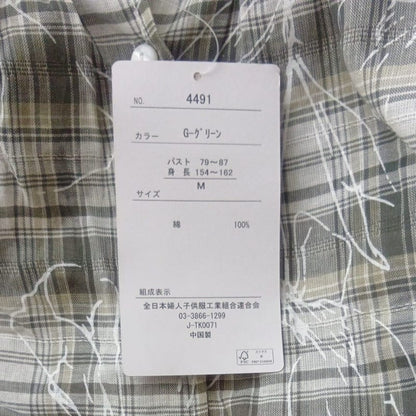 NO. 4491
カラー G-ｸﾞﾘｰﾝ
バスト 79～87
身 長 154～162
M
サイズ
綿 100%
組成表示
全日本婦人子供服工業組合連合会
03-3866-1299
J-TK0071
中国製
FSC